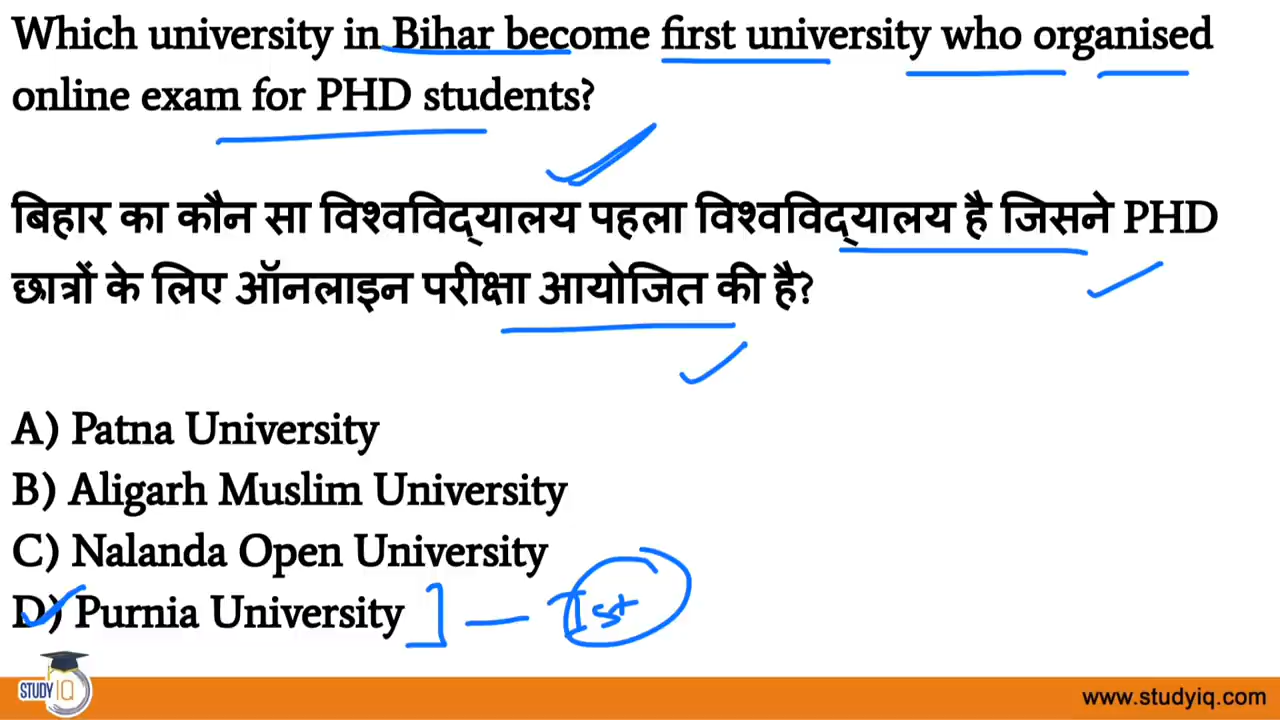 Which university in Bihar become first university who organised
online exam for PHD students?
बिहार का कौन सा विश्वविद्यालय पहला विश्वविद्यालय है जिसने PHD
छात्रों के लिए ऑनलाइन परीक्षा आयोजित की है?
A) Patna University
B) Aligarh Muslim University
C) Nalanda Open University
D) Purnia University ] — Ist
STUDY IQ
www.studyiq.com